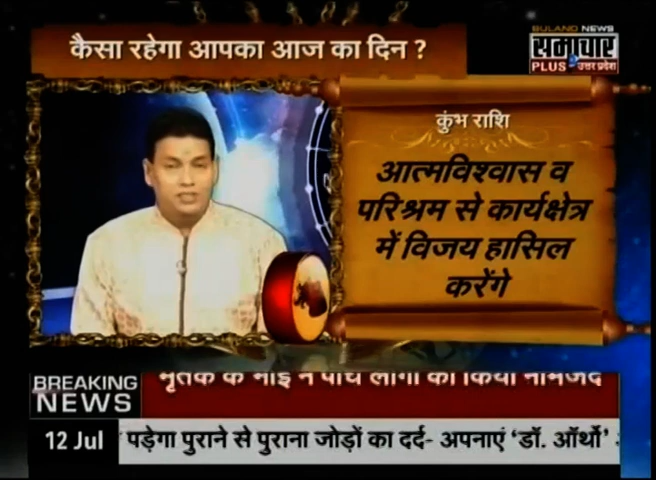 कैसा रहेगा आपका आज का दिन ?
BULAND NEWS
समाचार
PLUS उत्तर प्रदेश
कुंभ राशि
आत्मविश्वास व
परिश्रम से कार्यक्षेत्र
में विजय हासिल
करेंगे
BREAKING
NEWS
मृतक के भाई ने पांच लोगों को किया नामजद
12 Jul
पड़ेगा पुराने से पुराना जोड़ों का दर्द- अपनाएं ‘डॉ. ऑर्थो’